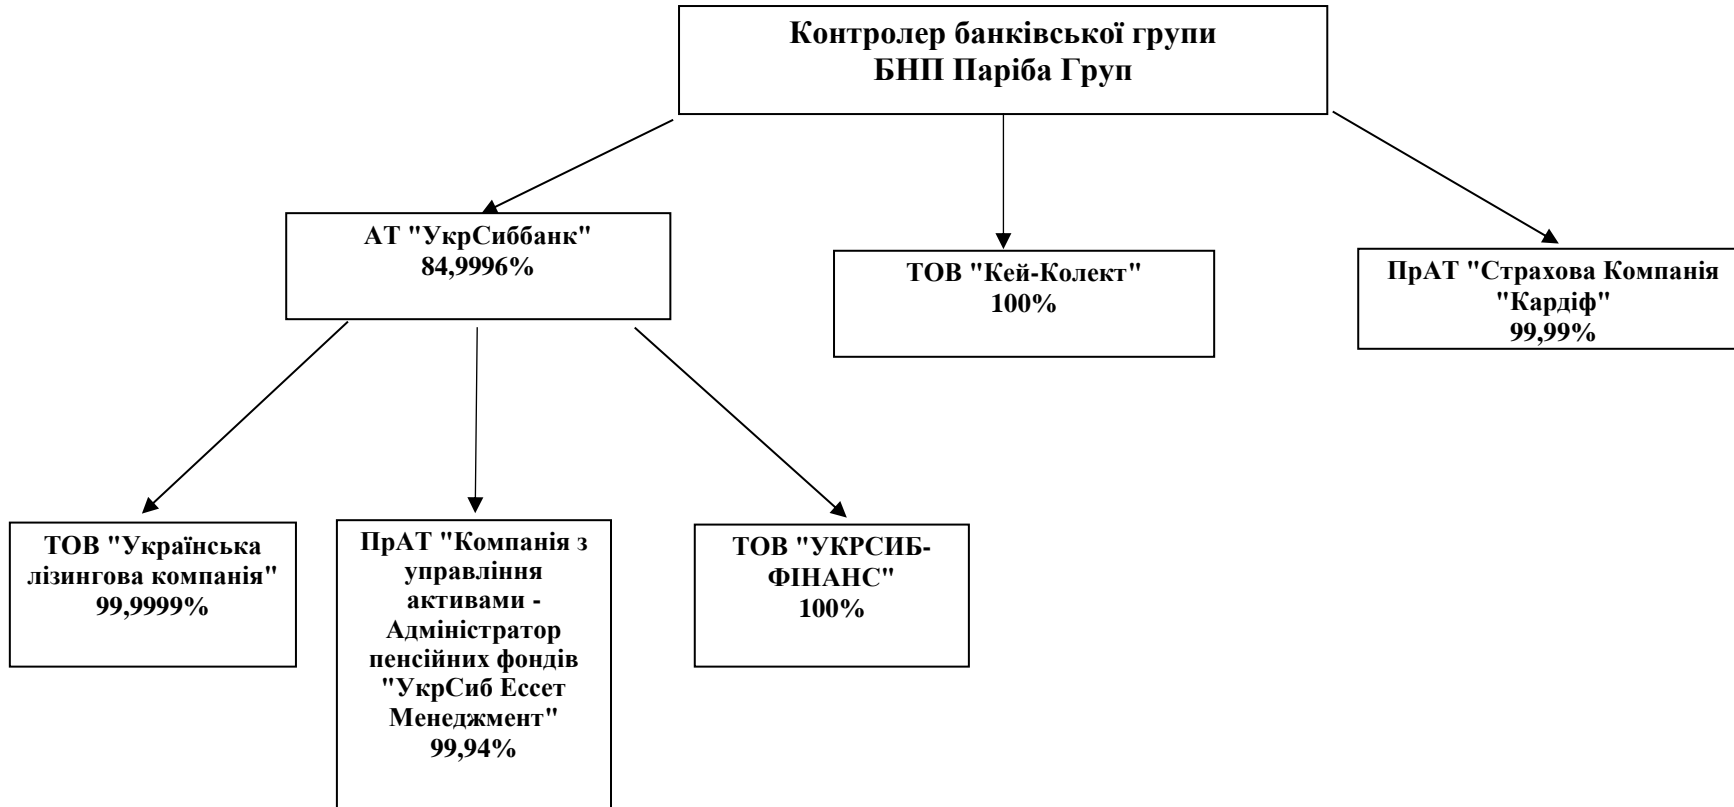 Контролер банківської групи
БНП Паріба Груп
АТ "УкрСиббанк"
84,9996%
ТОВ "Кей-Колект"
100%
ПрАТ "Страхова Компанія
"Кардіф"
99,99%
ТОВ "Українська
лізингова компанія"
99,9999%
ПрАТ "Компанія з
управління
активами -
Адміністратор
пенсійних фондів
"УкрСиб Ессет
Менеджмент"
99,94%
ТОВ "УКРСИБ-
ФІНАНС"
100%